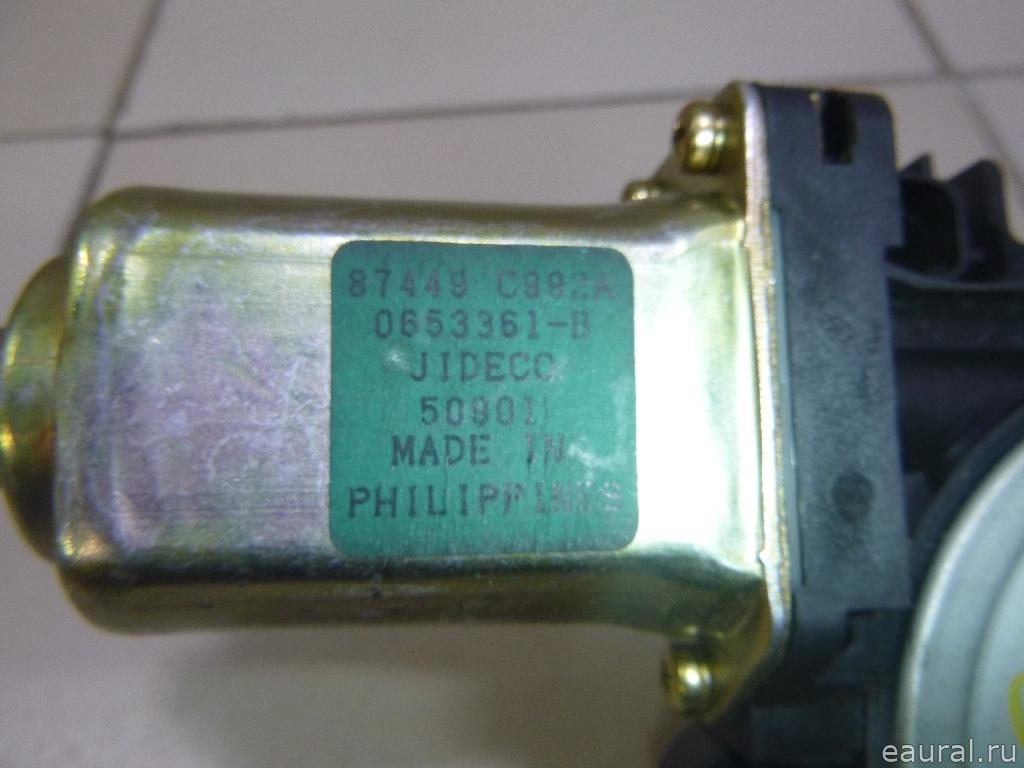 87449 C992A
0653361-B
JIDECO
50901
MADE IN
PHILIPPINES
eaural.ru